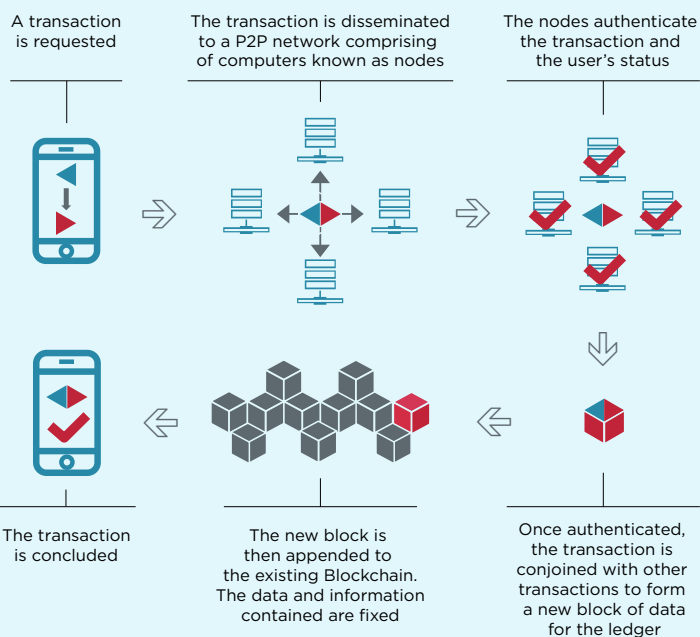 A transaction
is requested
The transaction is disseminated
to a P2P network comprising
of computers known as nodes
The nodes authenticate
the transaction and
the user's status
The transaction
is concluded
The new block is
then appended to
the existing Blockchain.
The data and information
contained are fixed
Once authenticated,
the transaction is
conjoined with other
transactions to form
a new block of data
for the ledger